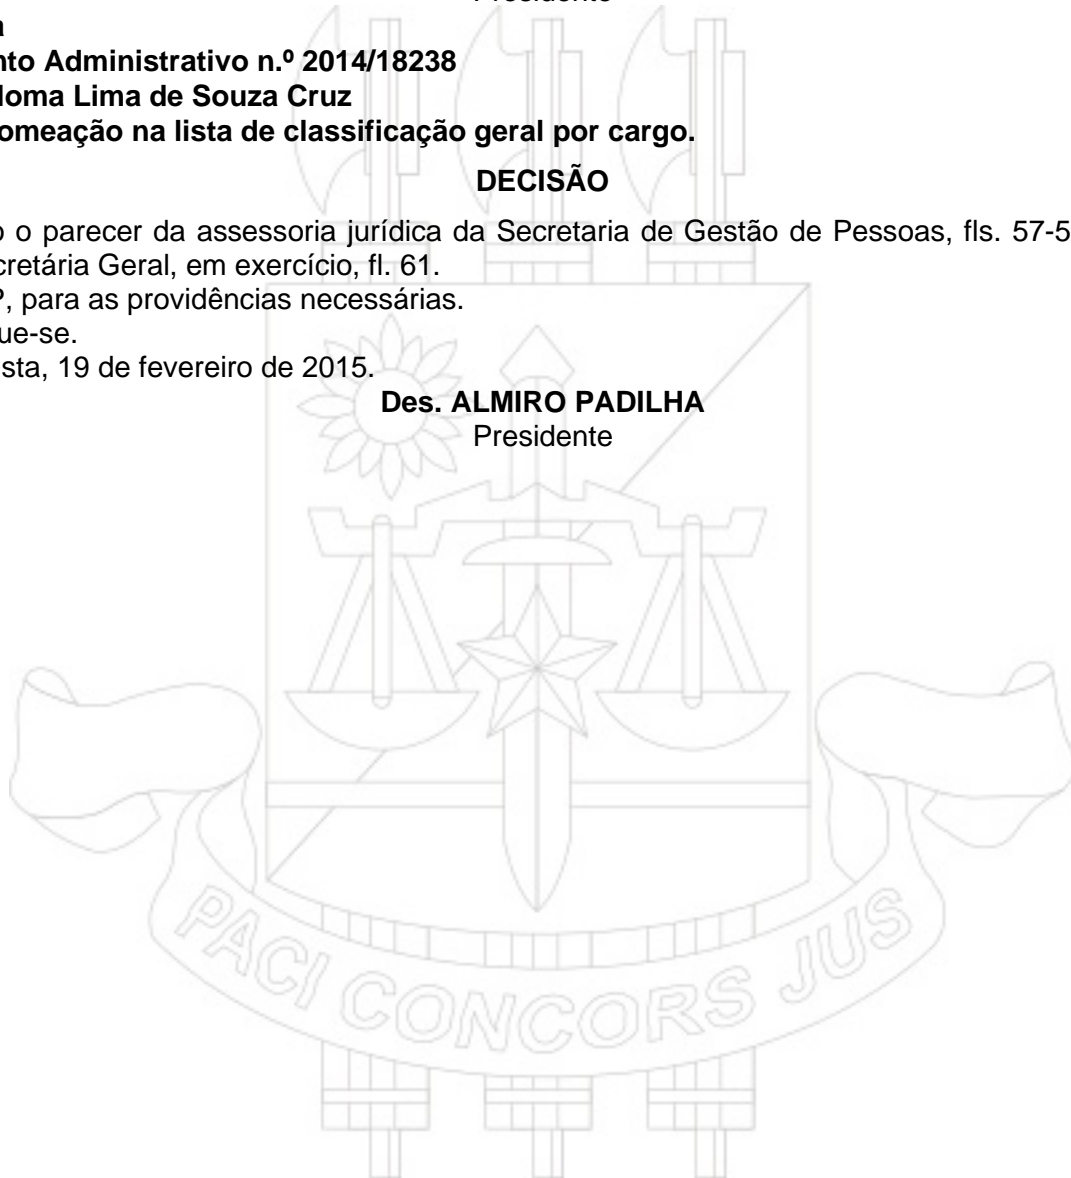 Presidente
a
nto Administrativo n.º 2014/18238
loma Lima de Souza Cruz
omeação na lista de classificação geral por cargo.
DECISÃO
o o parecer da assessoria jurídica da Secretaria de Gestão de Pessoas, fls. 57-5
cretária Geral, em exercício, fl. 61.
P, para as providências necessárias.
ue-se.
ista, 19 de fevereiro de 2015.
Des. ALMIRO PADILHA
Presidente
PACI CONCORS JUS